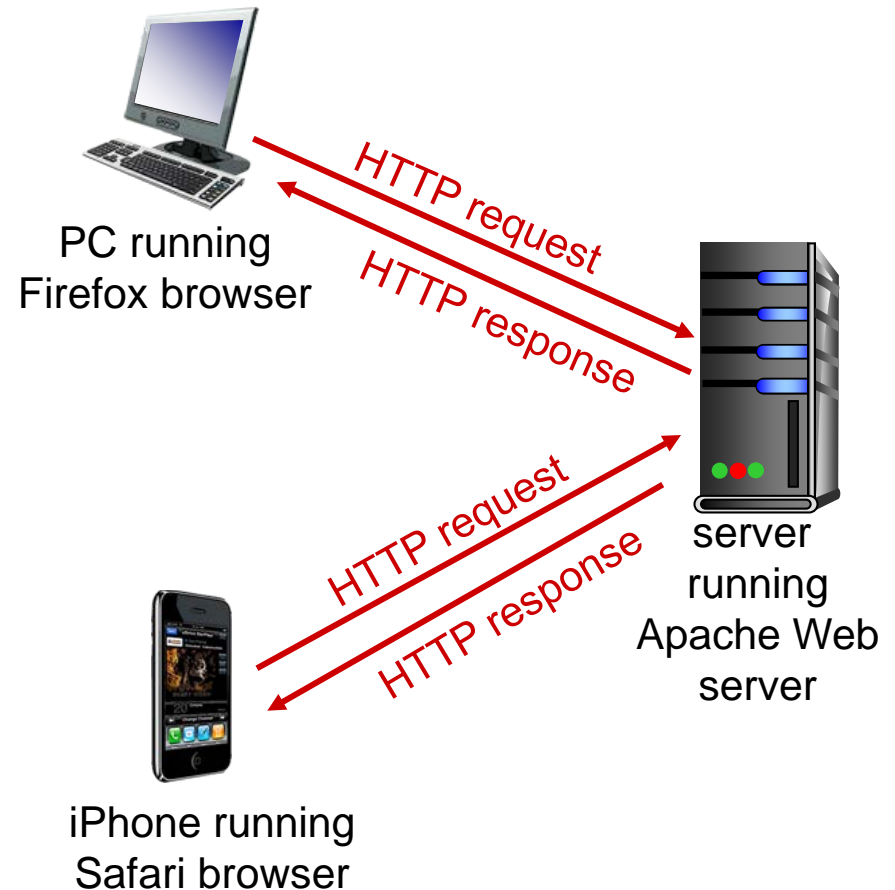 HTTP request
HTTP response
PC running
Firefox browser
HTTP request
HTTP response
server
running
Apache Web
server
iPhone running
Safari browser